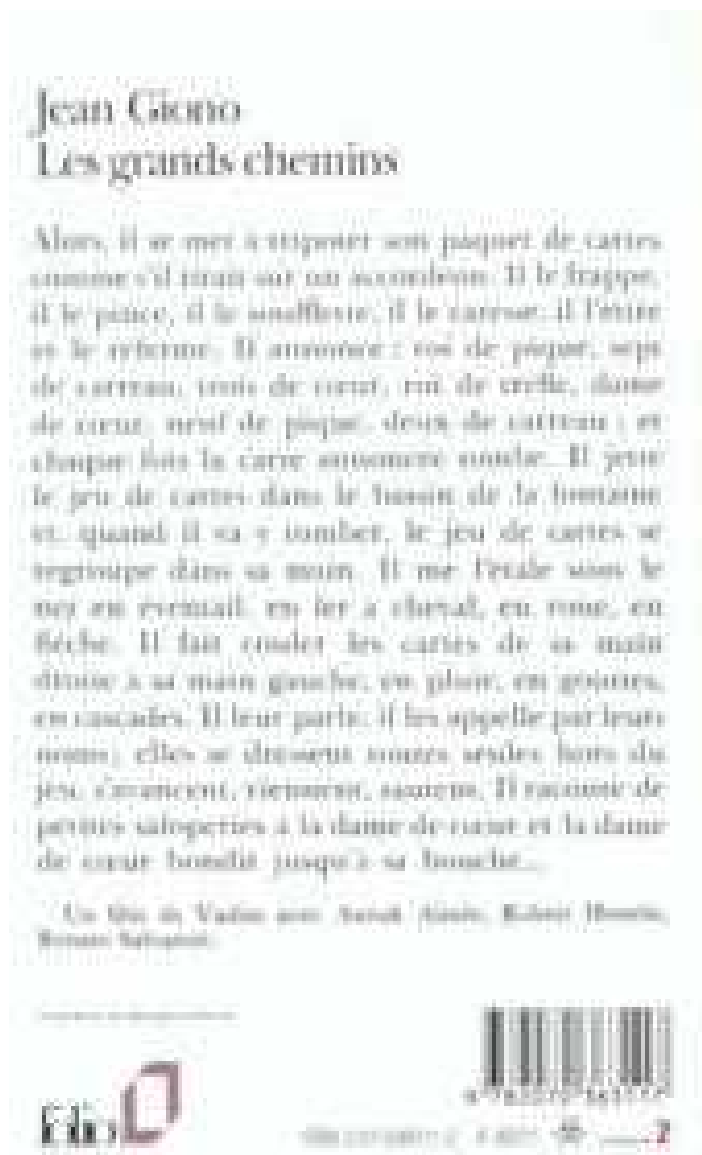 Jean Giono
Les grands chemins
Alors, il se met à tripoter son paquet de cartes
comme s'il tirait sur un accordéon. Il le frappe,
il le pince, il le soufflette, il le caresse, il l'étire
et le referme. Il annonce : roi de pique, sept
de carreau, trois de cœur, roi de trèfle, dame
de cœur, neuf de pique, deux de carreau ; et
chaque fois la carte annoncée tombe. Il jette
le jeu de cartes dans le bassin de la fontaine
et, quand il va y tomber, le jeu de cartes se
regroupe dans sa main. Il me l'étale sous le
nez en éventail, en fer à cheval, en roue, en
flèche. Il fait couler les cartes de sa main
droite à sa main gauche, en pluie, en gouttes,
en cascades. Il leur parle, il les appelle par leurs
noms ; elles se dressent toutes seules hors du
jeu, s'avancent, viennent, sautent. Il raconte de
petites saloperies à la dame de cœur et la dame
de cœur bondit jusqu'à sa bouche...
Un film de Vadim avec Anouk Aimée, Robert Hossein,
Renato Salvatori.
folio